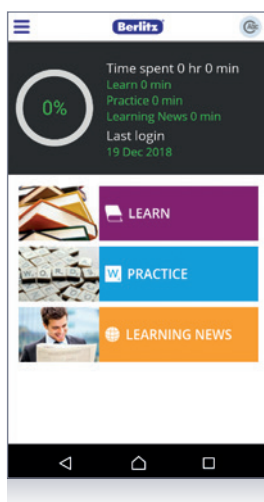 Berlitz
0%
Time spent 0 hr 0 min
Learn 0 min
Practice 0 min
Learning News 0 min
Last login
19 Dec 2018
LEARN
WORDS
W
PRACTICE
LEARNING NEWS